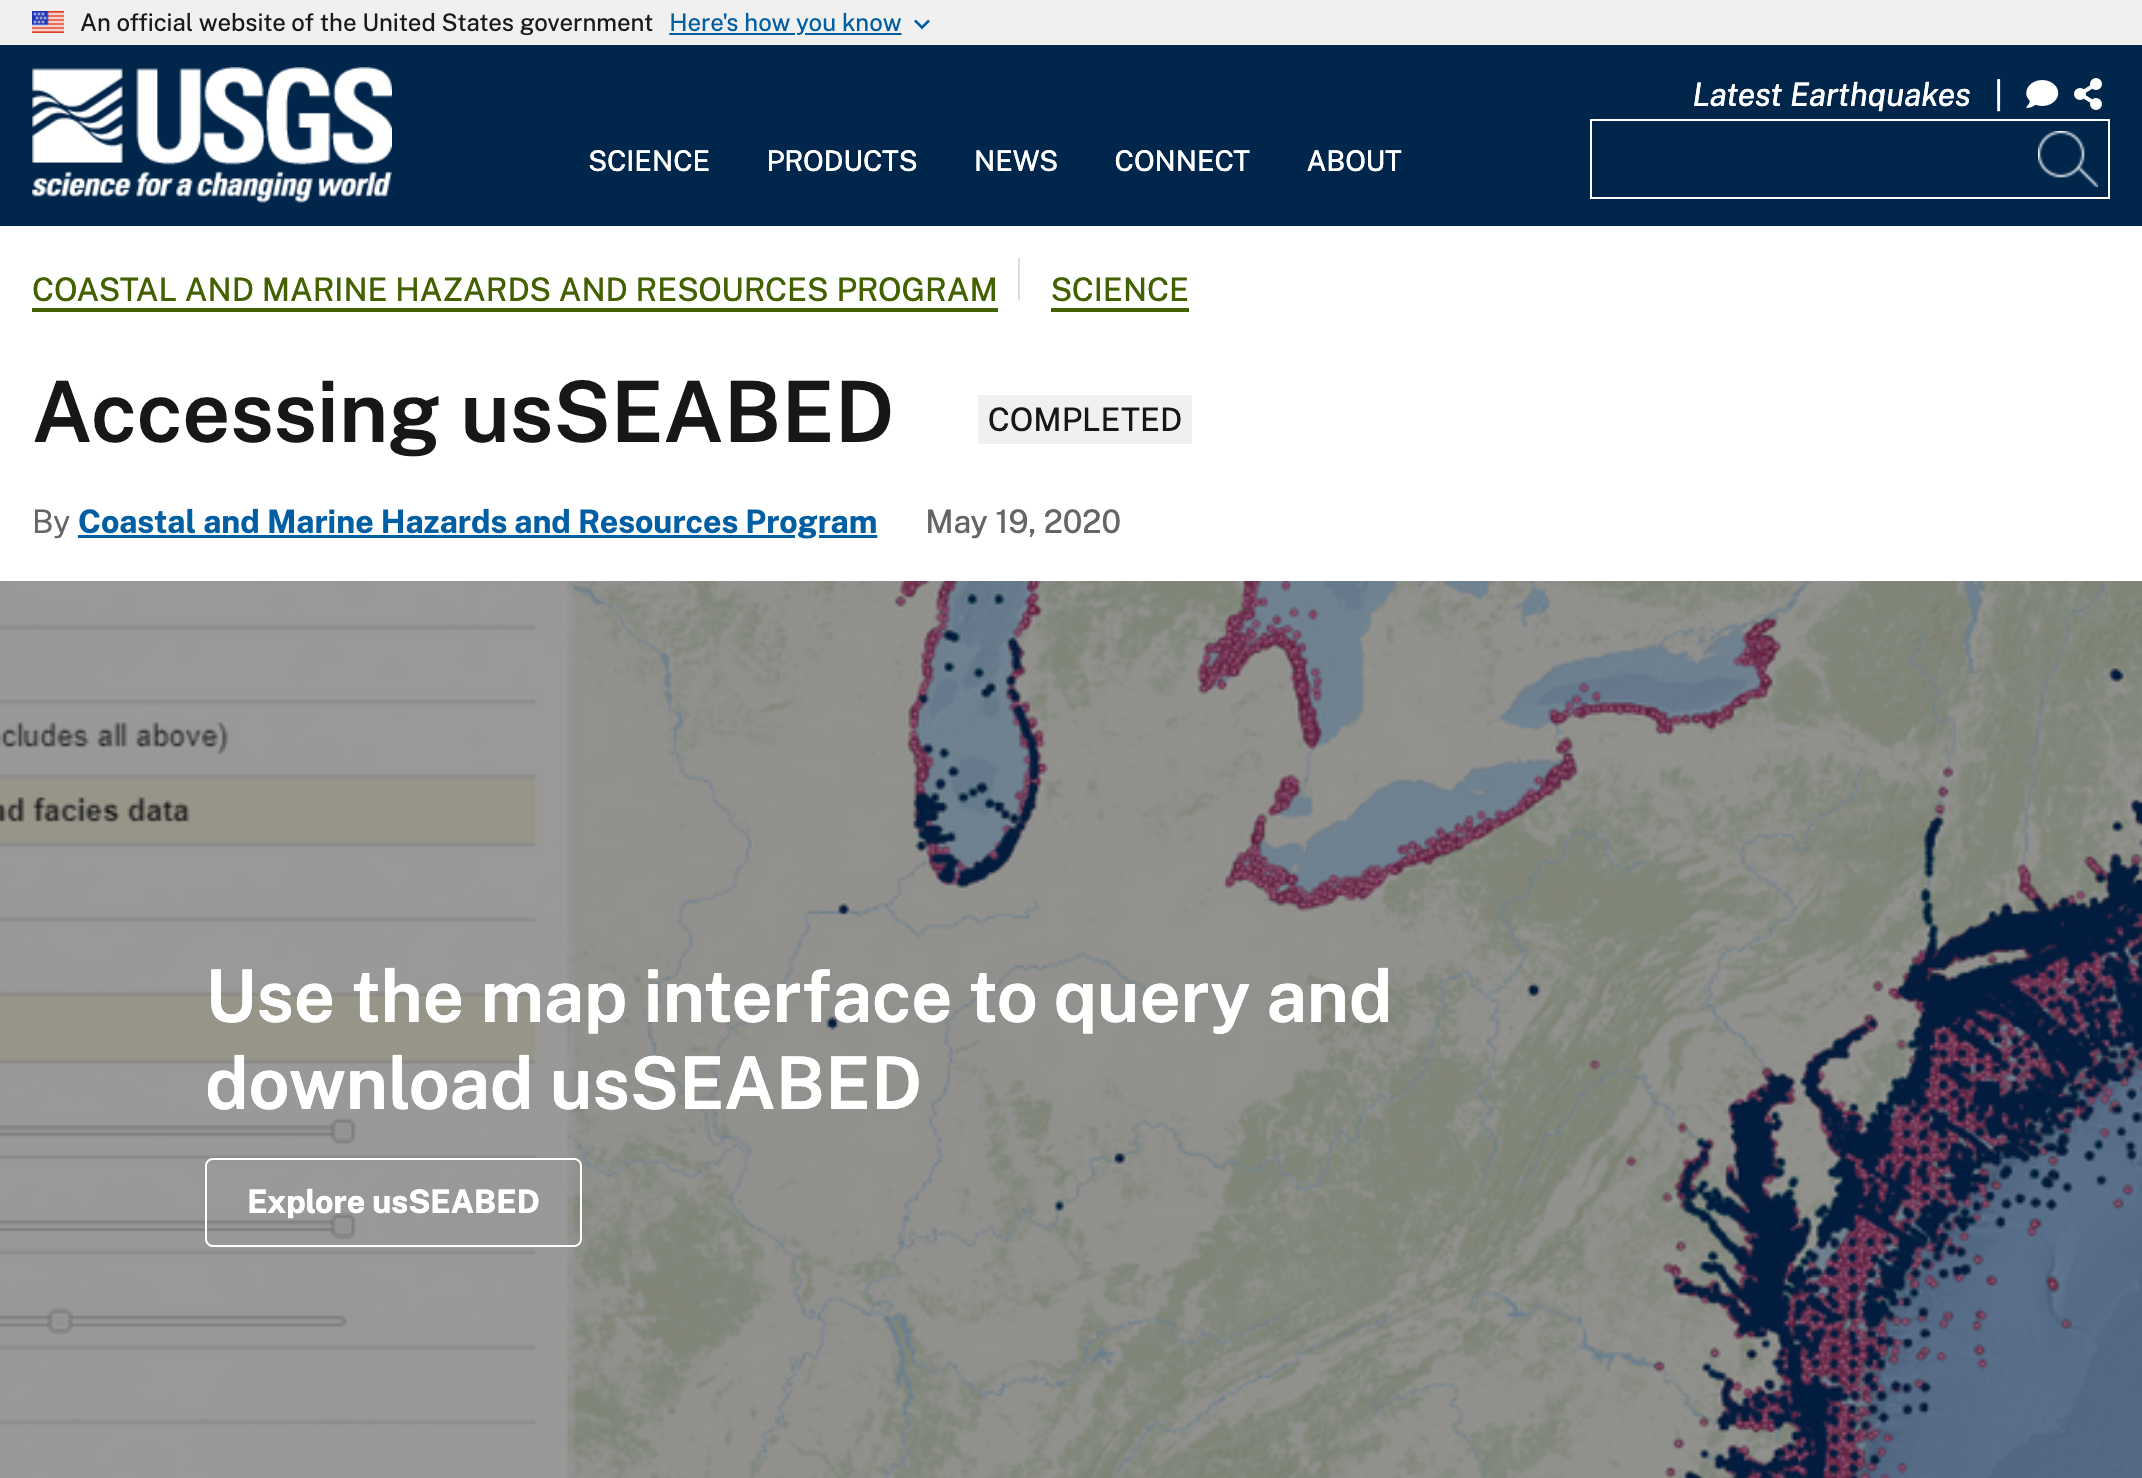 An official website of the United States government Here's how you know
USGS
science for a changing world
Latest Earthquakes |
SCIENCE PRODUCTS NEWS CONNECT ABOUT
COASTAL AND MARINE HAZARDS AND RESOURCES PROGRAM SCIENCE
Accessing usSEABED COMPLETED
By Coastal and Marine Hazards and Resources Program May 19, 2020
cludes all above)
d facies data
Use the map interface to query and
download usSEABED
Explore usSEABED